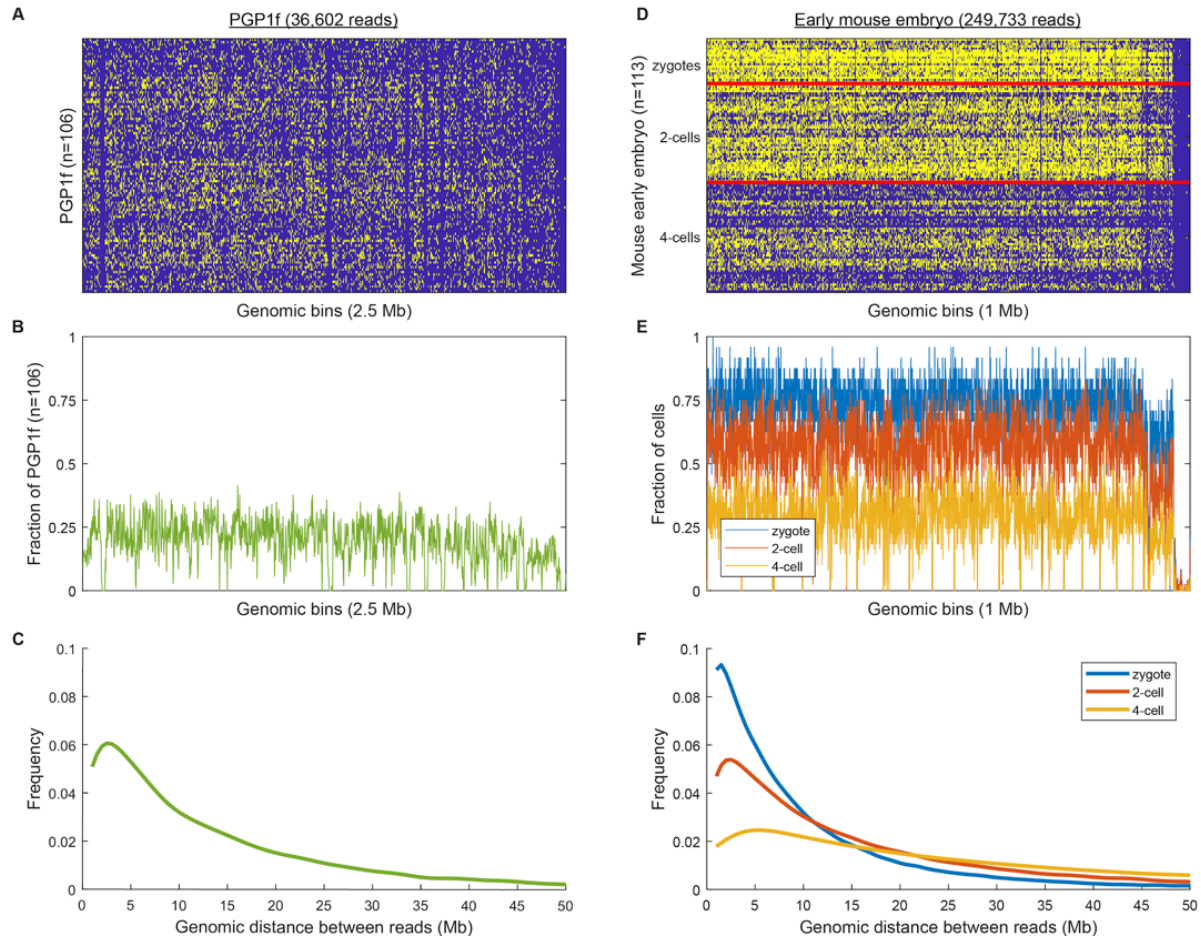 A
PGP1f (36,602 reads)
PGP1f (n=106)
Genomic bins (2.5 Mb)
B
Fraction of PGP1f (n=106)
1
0.75
0.5
0.25
0
Genomic bins (2.5 Mb)
C
Frequency
0.1
0.08
0.06
0.04
0.02
0
0 5 10 15 20 25 30 35 40 45 50
Genomic distance between reads (Mb)
D
Early mouse embryo (249,733 reads)
Mouse early embryo (n=113)
zygotes
2-cells
4-cells
Genomic bins (1 Mb)
E
Fraction of cells
1
0.75
0.5
0.25
0
zygote
2-cell
4-cell
Genomic bins (1 Mb)
F
Frequency
0.1
0.08
0.06
0.04
0.02
0
zygote
2-cell
4-cell
0 5 10 15 20 25 30 35 40 45 50
Genomic distance between reads (Mb)